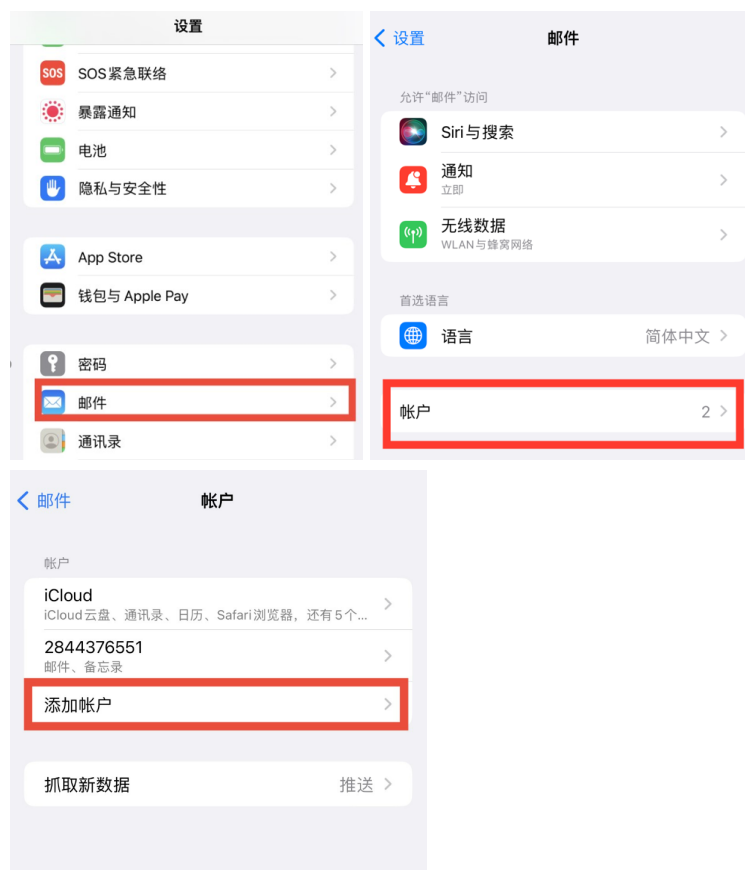 设置
SOS
SOS紧急联络
暴露通知
电池
隐私与安全性
App Store
钱包与 Apple Pay
密码
邮件
通讯录
设置
邮件
允许“邮件”访问
Siri与搜索
通知
立即
无线数据
WLAN与蜂窝网络
首选语言
语言
简体中文
帐户
2
邮件
帐户
帐户
iCloud
iCloud云盘、通讯录、日历、Safari浏览器，还有5个...
2844376551
邮件、备忘录
添加帐户
抓取新数据
推送